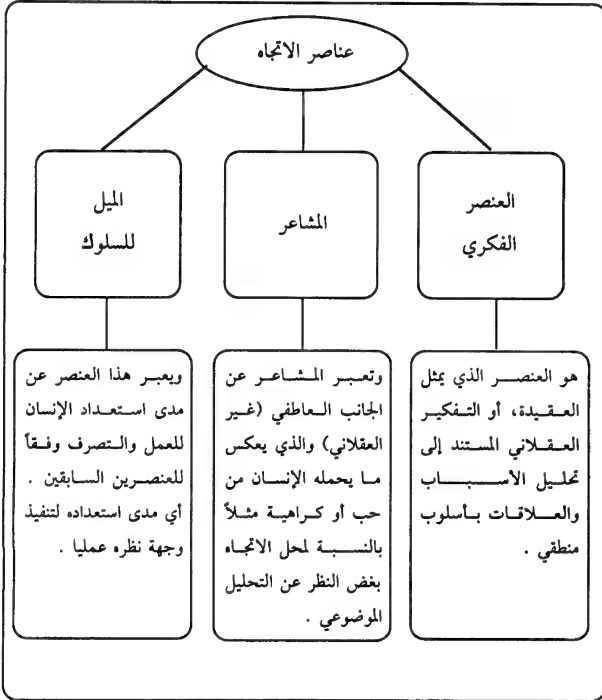 عناصر الاتجاه
العنصر
الفكري
المشاعر
الميل
للسلوك
هو العنصر الذي يمثل
العقيدة، أو التفكير
العقلاني المستند إلى
تحليل الأسباب
والعلاقات بأسلوب
منطقي .
وتعبر المشاعر عن
الجانب العاطفي (غير
العقلاني) والذي يعكس
ما يحمله الإنسان من
حب أو كراهية مثلاً
بالنسبة لمحل الاتجاه
بغض النظر عن التحليل
الموضوعي .
ويعبر هذا العنصر عن
مدى استعداد الإنسان
للعمل والتصرف وفقاً
للعنصرين السابقين .
أي مدى استعداده لتنفيذ
وجهة نظره عمليا .